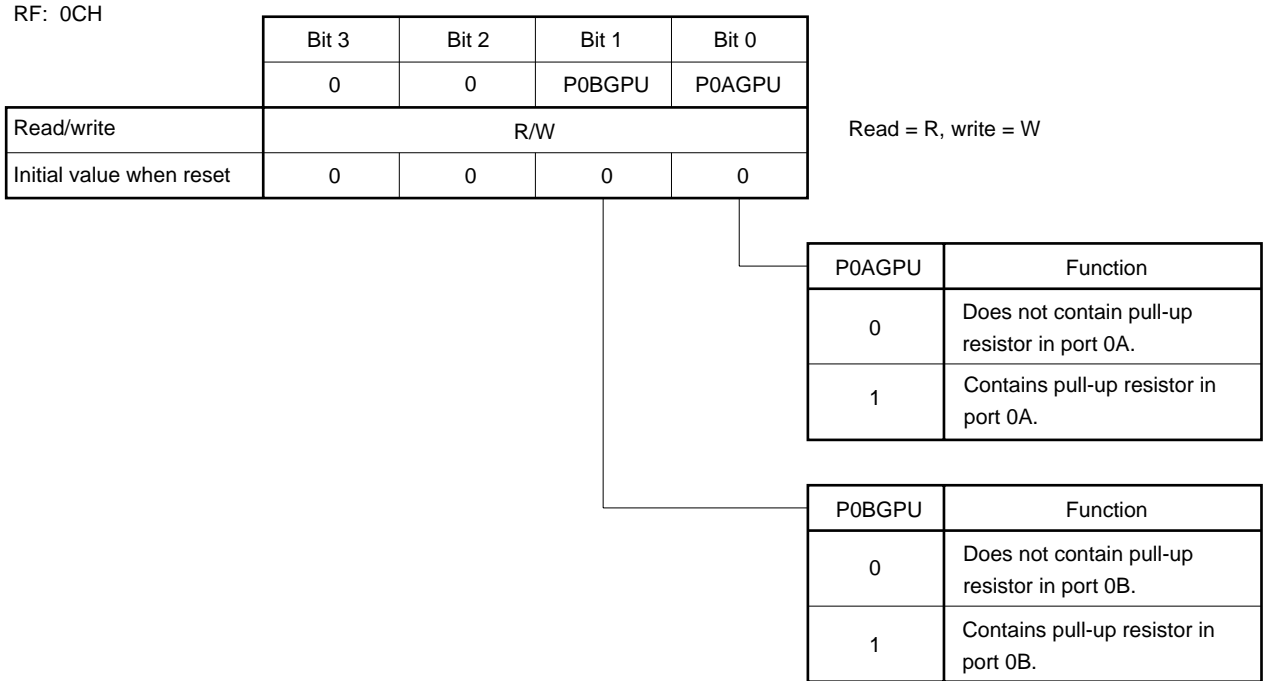 RF: 0CH
Bit 3 Bit 2 Bit 1 Bit 0
0 0 P0BGPU P0AGPU
Read/write R/W Read = R, write = W
Initial value when reset 0 0 0 0
P0AGPU Function
0 Does not contain pull-up
resistor in port 0A.
1 Contains pull-up resistor in
port 0A.
P0BGPU Function
0 Does not contain pull-up
resistor in port 0B.
1 Contains pull-up resistor in
port 0B.